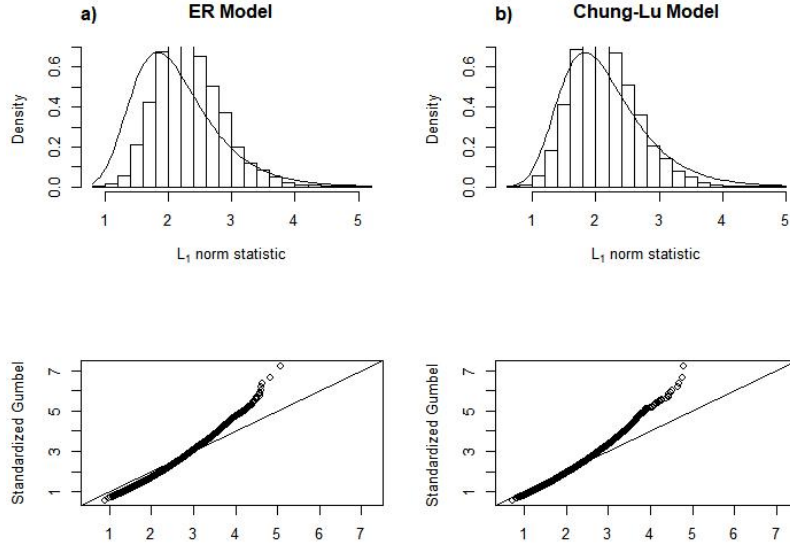 a) ER Model
b) Chung-Lu Model
Density
0.0 0.2 0.4 0.6
1 2 3 4 5
L1 norm statistic
Density
0.0 0.2 0.4 0.6
1 2 3 4 5
L1 norm statistic
Standardized Gumbel
1 3 5 7
1 2 3 4 5 6 7
Standardized Gumbel
1 3 5 7
1 2 3 4 5 6 7